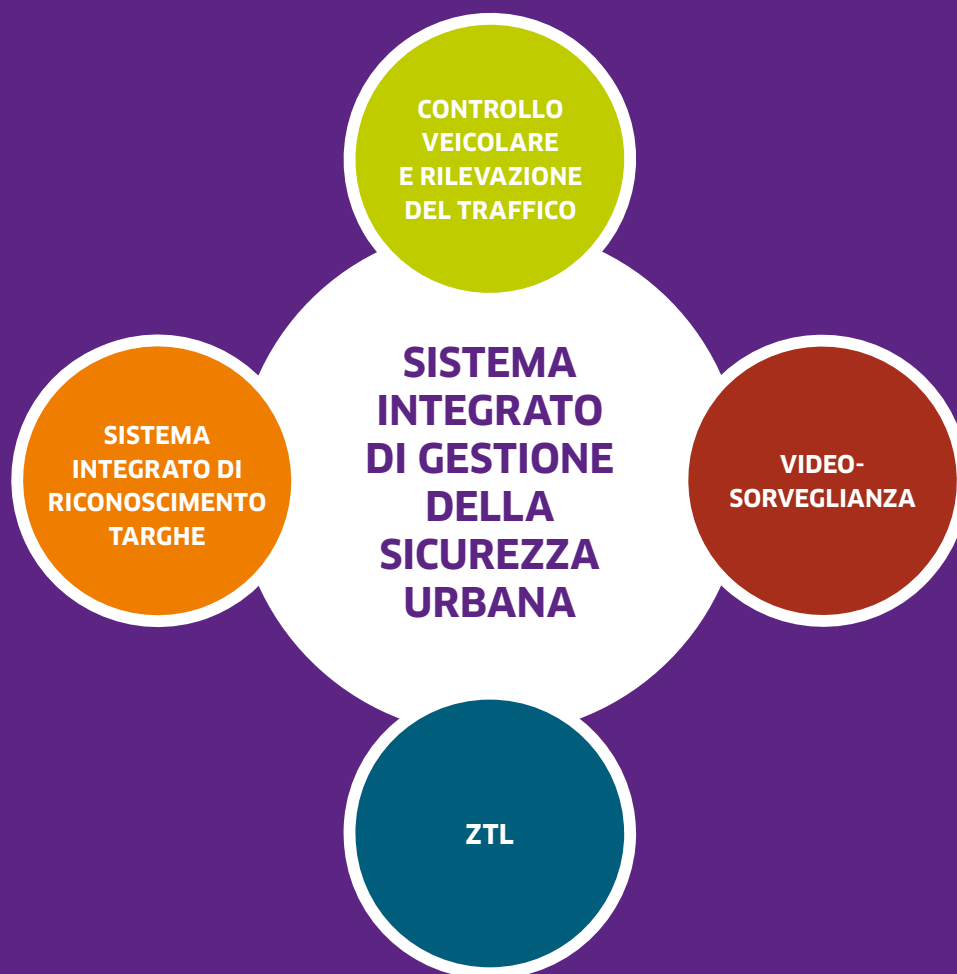 CONTROLLO
VEICOLARE
E RILEVAZIONE
DEL TRAFFICO
SISTEMA
INTEGRATO
DI GESTIONE
DELLA
SICUREZZA
URBANA
SISTEMA
INTEGRATO DI
RICONOSCIMENTO
TARGHE
VIDEO-
SORVEGLIANZA
ZTL